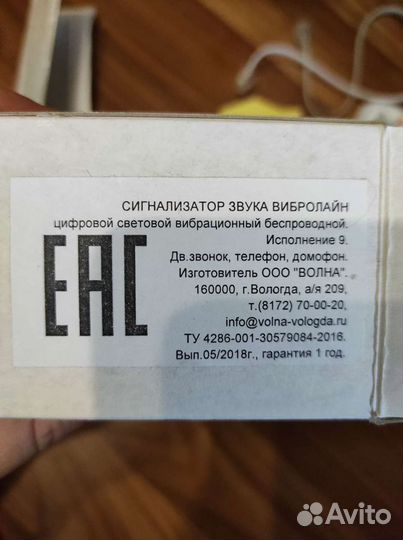 СИГНАЛИЗАТОР ЗВУКА ВИБРОЛАЙН
цифровой световой вибрационный беспроводной.
Исполнение 9.
Дв.звонок, телефон, домофон.
Изготовитель ООО "ВОЛНА".
160000, г.Вологда, а/я 209,
т.(8172) 70-00-20,
info@volna-vologda.ru
ТУ 4286-001-30579084-2016.
Вып.05/2018г., гарантия 1 год.
EAC
Avito